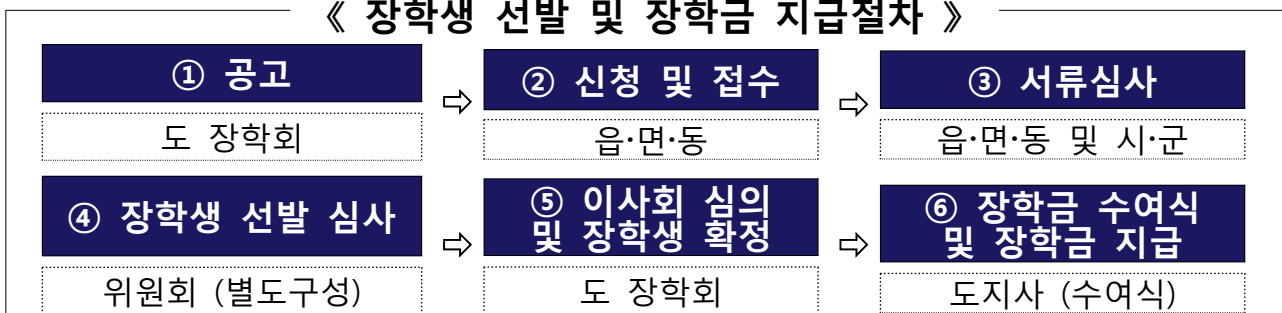 《 장학생 선발 및 장학금 지급절차 》
① 공고
⇨
② 신청 및 접수
⇨
③ 서류심사
도 장학회
읍·면·동
읍·면·동 및 시·군
④ 장학생 선발 심사
⇨
⑤ 이사회 심의
및 장학생 확정
⇨
⑥ 장학금 수여식
및 장학금 지급
위원회 (별도구성)
도 장학회
도지사 (수여식)